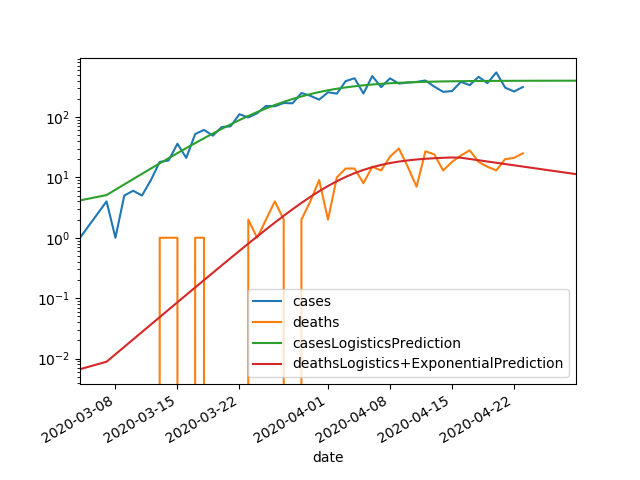 10²
10¹
10⁰
10⁻¹
10⁻²
cases
deaths
casesLogisticsPrediction
deathsLogistics+ExponentialPrediction
2020-03-08
2020-03-15
2020-03-22
2020-04-01
2020-04-08
2020-04-15
2020-04-22
date